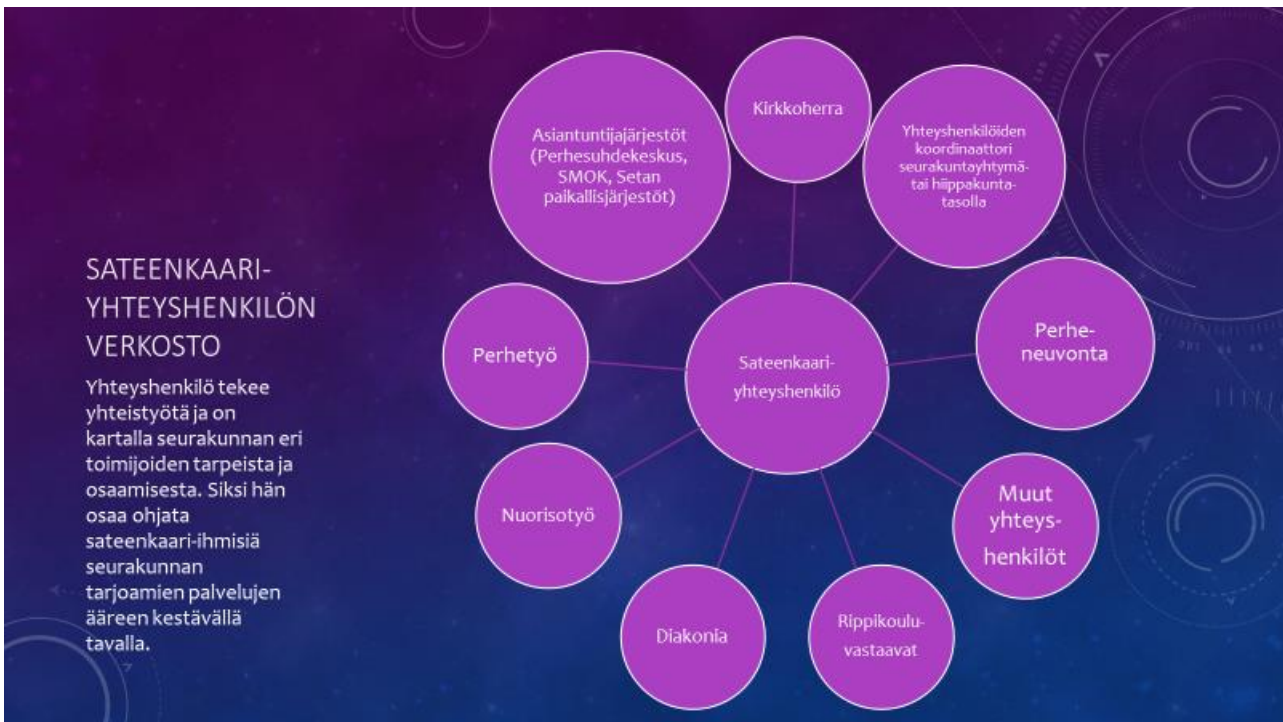 SATEENKAARI-
YHTEYSHENKILÖN
VERKOSTO
Yhteyshenkilö tekee
yhteistyötä ja on
kartalla seurakunnan eri
toimijoiden tarpeista ja
osaamisesta. Siksi hän
osaa ohjata
sateenkaari-ihmisiä
seurakunnan
tarjoamien palvelujen
ääreen kestävällä
tavalla.
Sateenkaari-
yhteyshenkilö
Kirkkoherra
Yhteyshenkilöiden
koordinaattori
seurakuntayhtymä-
tai hiippakunta-
tasolla
Perhe-
neuvonta
Muut
yhteys-
henkilöt
Rippikoulu-
vastaavat
Diakonia
Nuorisotyö
Perhetyö
Asiantuntijajärjestöt
(Perhesuhdekeskus,
SMOK, Setan
paikallisjärjestöt)